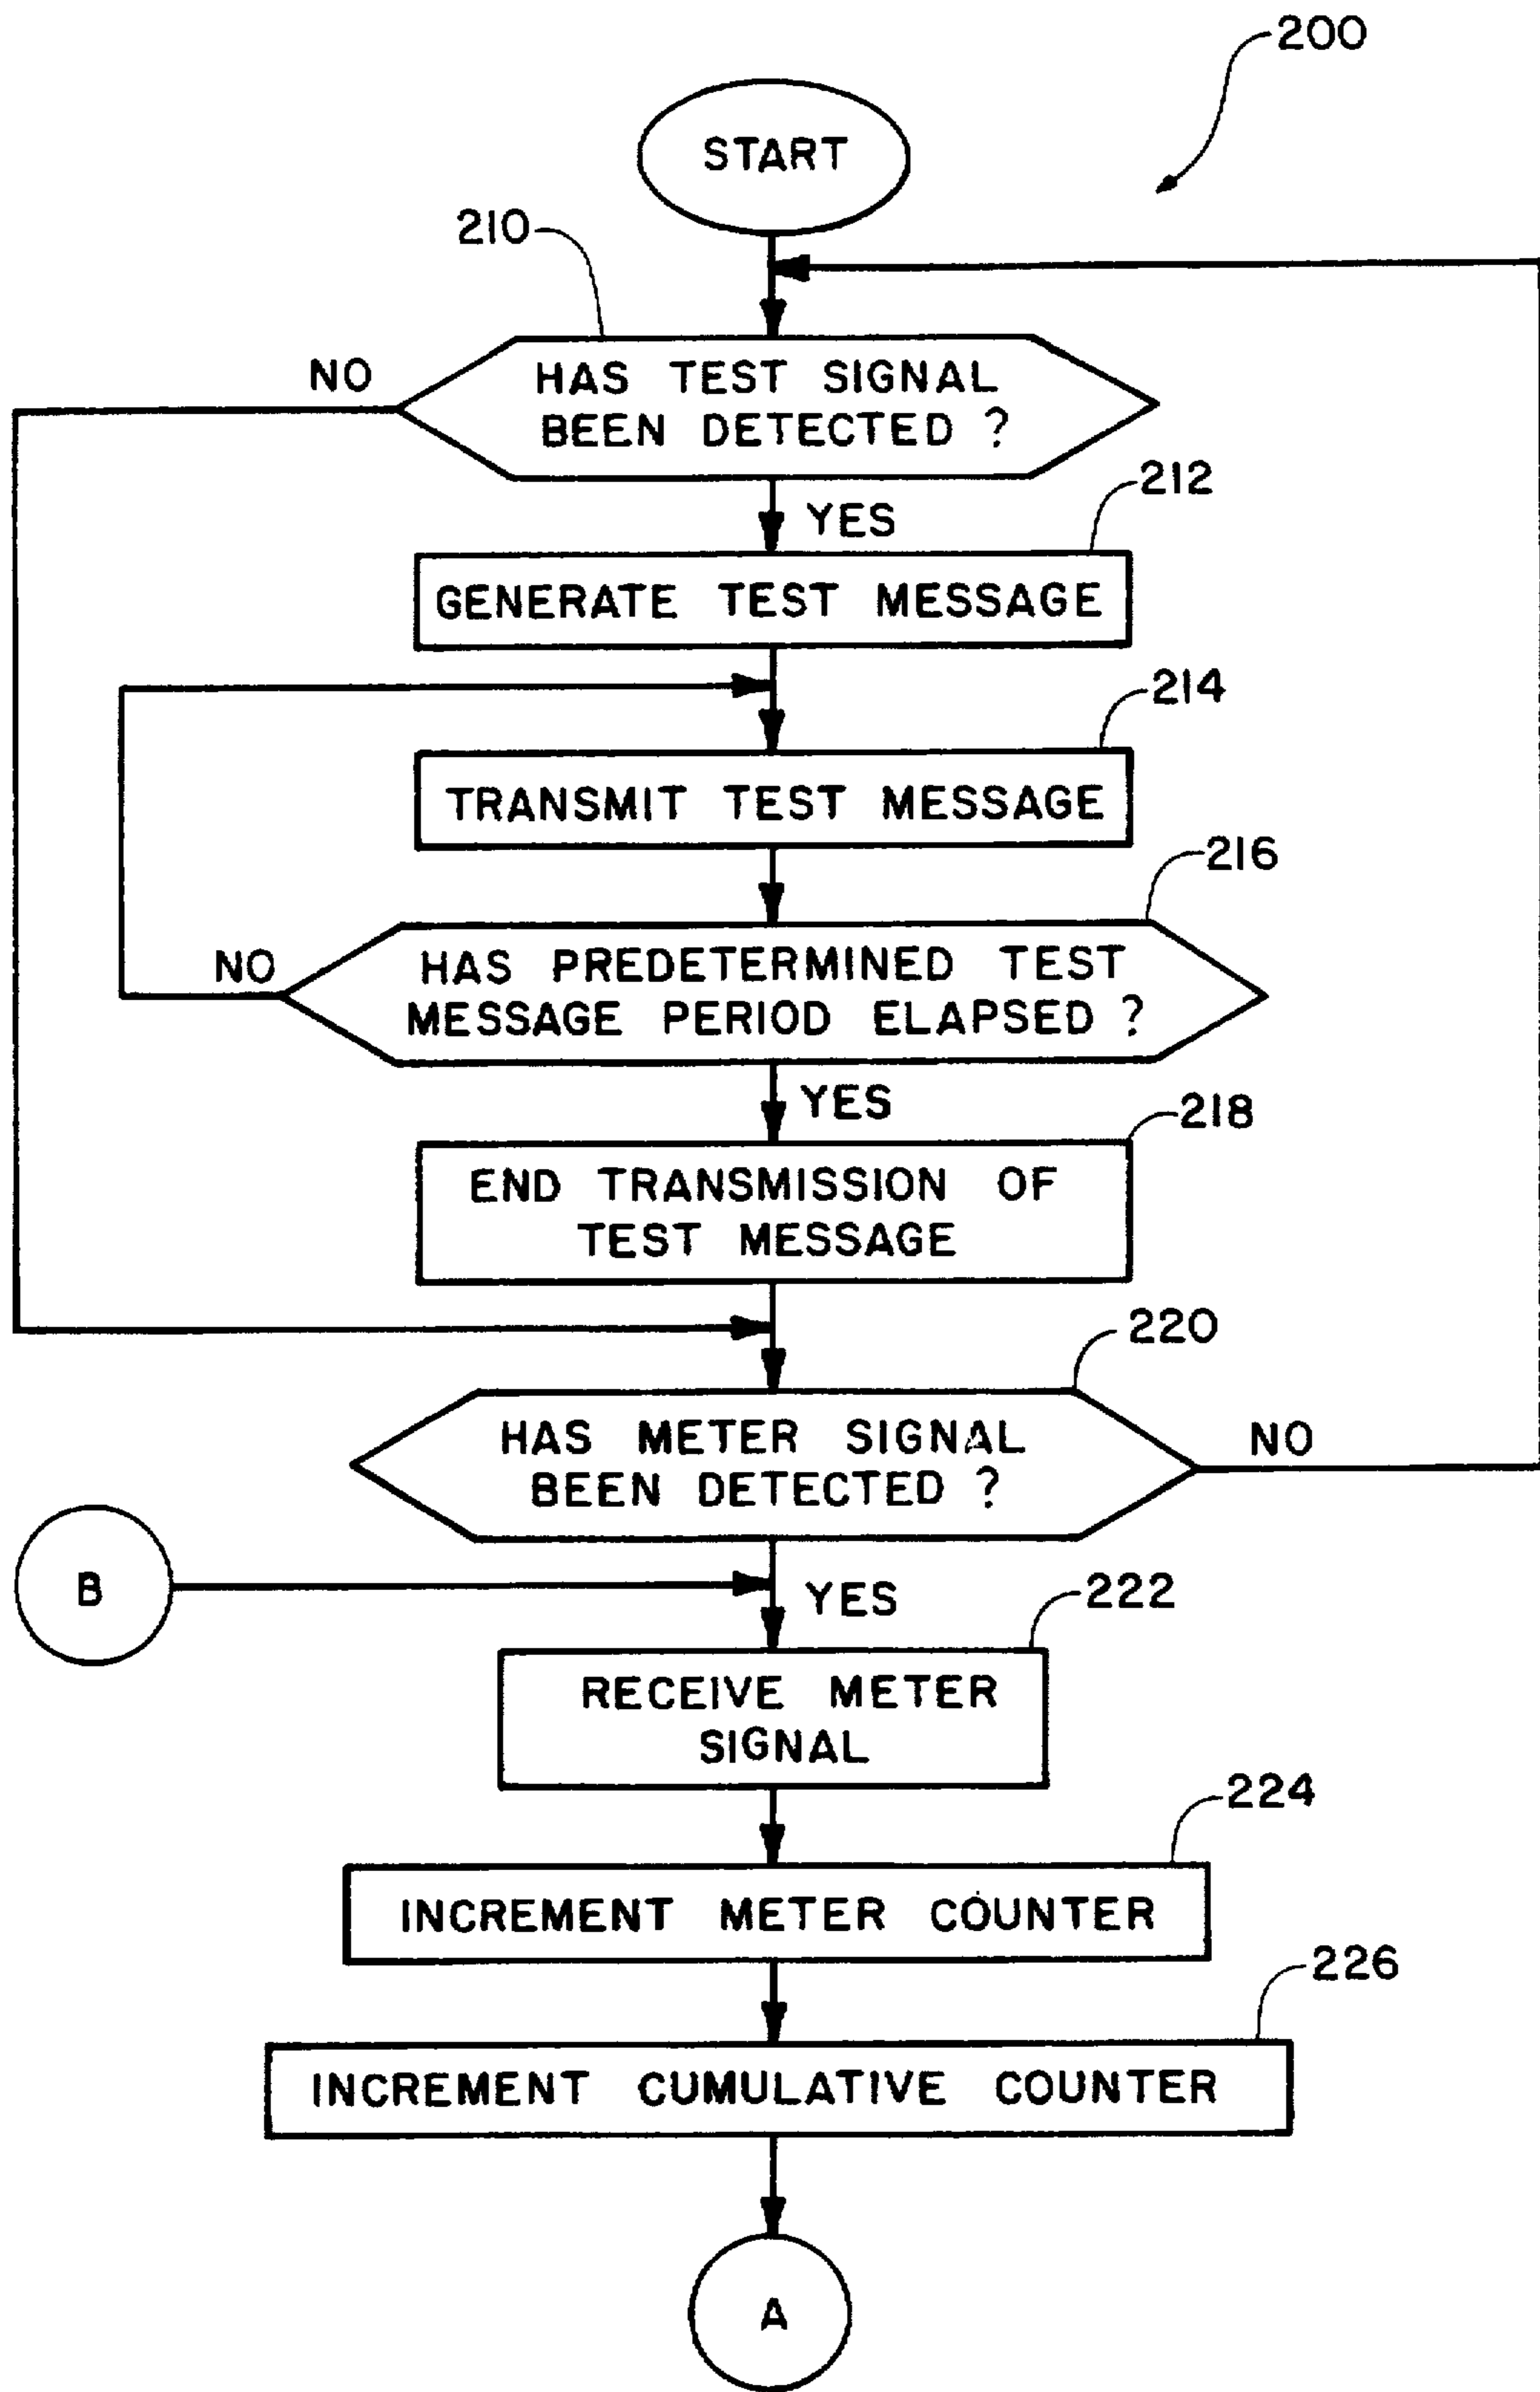 200
START
210
NO
HAS TEST SIGNAL
BEEN DETECTED ?
YES
212
GENERATE TEST MESSAGE
214
TRANSMIT TEST MESSAGE
216
NO
HAS PREDETERMINED TEST
MESSAGE PERIOD ELAPSED ?
YES
218
END TRANSMISSION OF
TEST MESSAGE
220
HAS METER SIGNAL
BEEN DETECTED ?
NO
B
YES
222
RECEIVE METER
SIGNAL
224
INCREMENT METER COUNTER
226
INCREMENT CUMULATIVE COUNTER
A